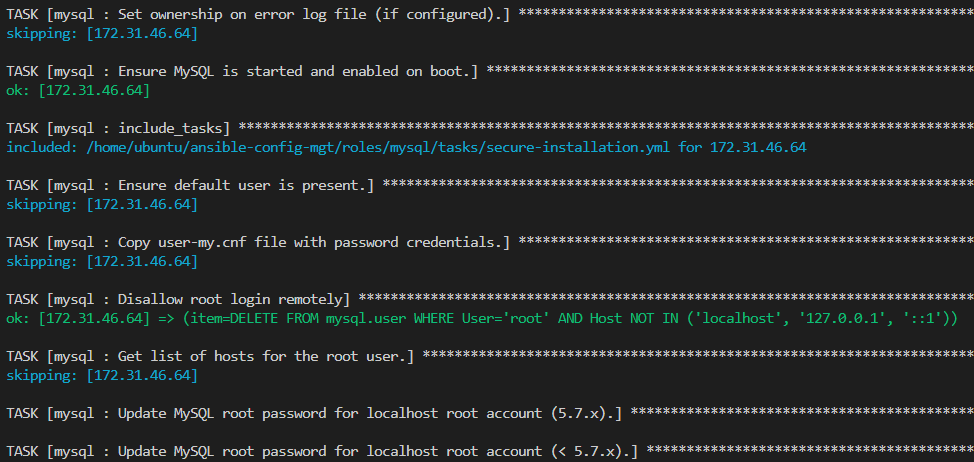 TASK [mysql : Set ownership on error log file (if configured).] *********************************************************
skipping: [172.31.46.64]
TASK [mysql : Ensure MySQL is started and enabled on boot.] *************************************************************
ok: [172.31.46.64]
TASK [mysql : include_tasks] ********************************************************************************************
included: /home/ubuntu/ansible-config-mgt/roles/mysql/tasks/secure-installation.yml for 172.31.46.64
TASK [mysql : Ensure default user is present.] **************************************************************************
skipping: [172.31.46.64]
TASK [mysql : Copy user-my.cnf file with password credentials.] *********************************************************
skipping: [172.31.46.64]
TASK [mysql : Disallow root login remotely] *****************************************************************************
ok: [172.31.46.64] => (item=DELETE FROM mysql.user WHERE User='root' AND Host NOT IN ('localhost', '127.0.0.1', '::1'))
TASK [mysql : Get list of hosts for the root user.] *********************************************************************
skipping: [172.31.46.64]
TASK [mysql : Update MySQL root password for localhost root account (5.7.x).] *******************************************
TASK [mysql : Update MySQL root password for localhost root account (< 5.7.x).] *****************************************